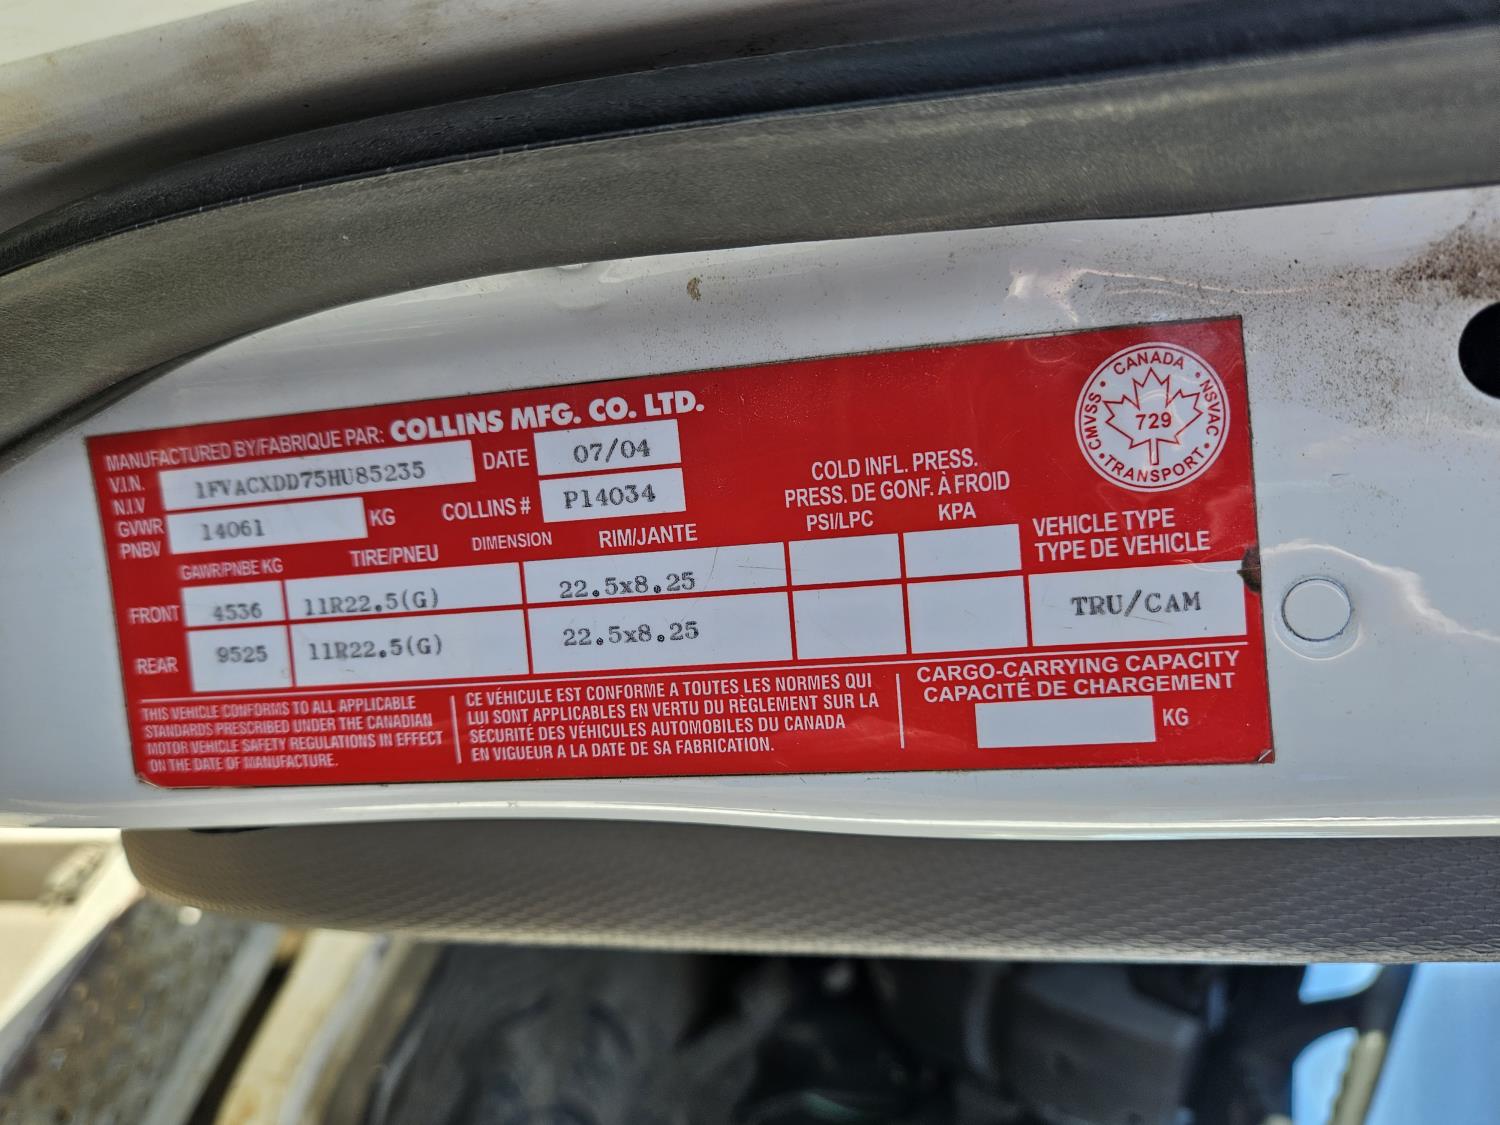 MANUFACTURED BY/FABRIQUE PAR: COLLINS MFG. CO. LTD.
V.I.N.
N.I.V
1FVACXDD75HU85235
DATE 07/04
GVWR
PNBV
14061 KG
COLLINS # P14034
GAWR/PNBE KG
TIRE/PNEU
DIMENSION
RIM/JANTE
COLD INFL. PRESS.
PRESS. DE GONF. À FROID
PSI/LPC
KPA
FRONT 4536 11R22.5(G) 22.5x8.25
REAR 9525 11R22.5(G) 22.5x8.25
CANADA
CMVSS 729 NSVAC
TRANSPORT
VEHICLE TYPE
TYPE DE VEHICLE
TRU/CAM
THIS VEHICLE CONFORMS TO ALL APPLICABLE
STANDARDS PRESCRIBED UNDER THE CANADIAN
MOTOR VEHICLE SAFETY REGULATIONS IN EFFECT
ON THE DATE OF MANUFACTURE.
CE VÉHICULE EST CONFORME A TOUTES LES NORMES QUI
LUI SONT APPLICABLES EN VERTU DU RÈGLEMENT SUR LA
SÉCURITÉ DES VÉHICULES AUTOMOBILES DU CANADA
EN VIGUEUR A LA DATE DE SA FABRICATION.
CARGO-CARRYING CAPACITY
CAPACITÉ DE CHARGEMENT
KG